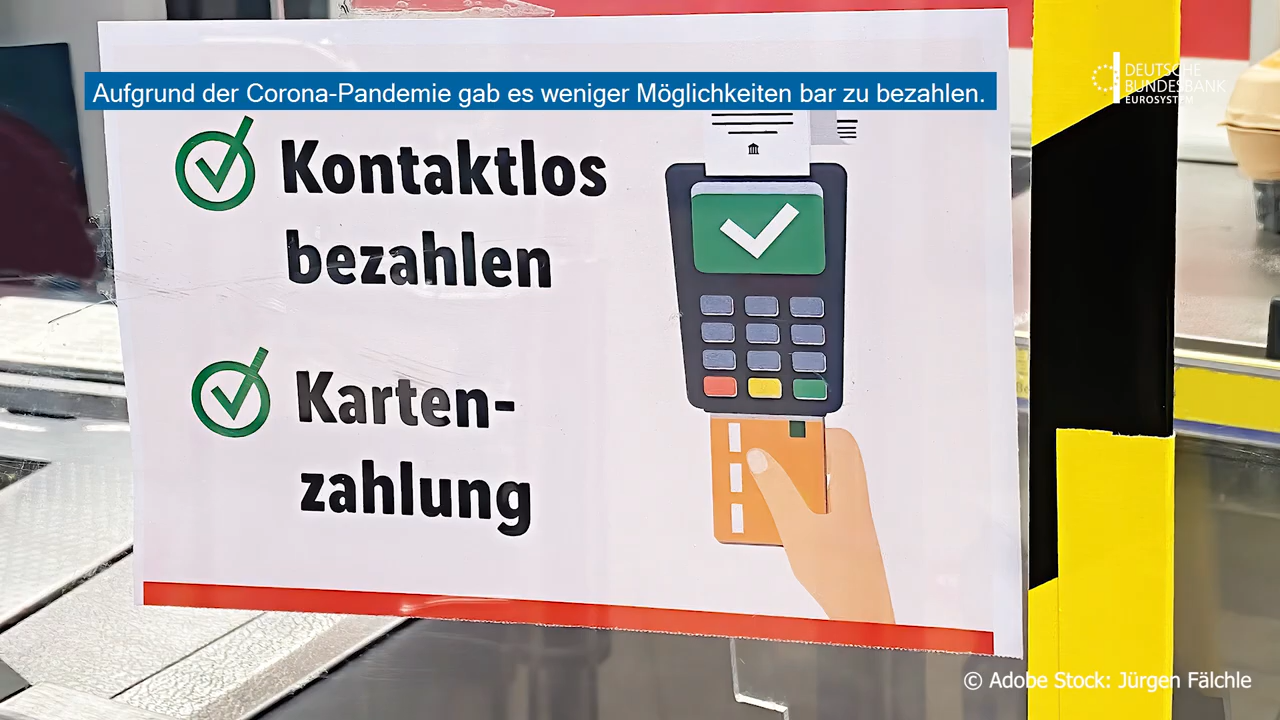 Aufgrund der Corona-Pandemie gab es weniger Möglichkeiten bar zu bezahlen.
DEUTSCHE
BUNDESBANK
EUROSYSTEM
Kontaktlos
bezahlen
Karten-
zahlung
© Adobe Stock: Jürgen Fälchle